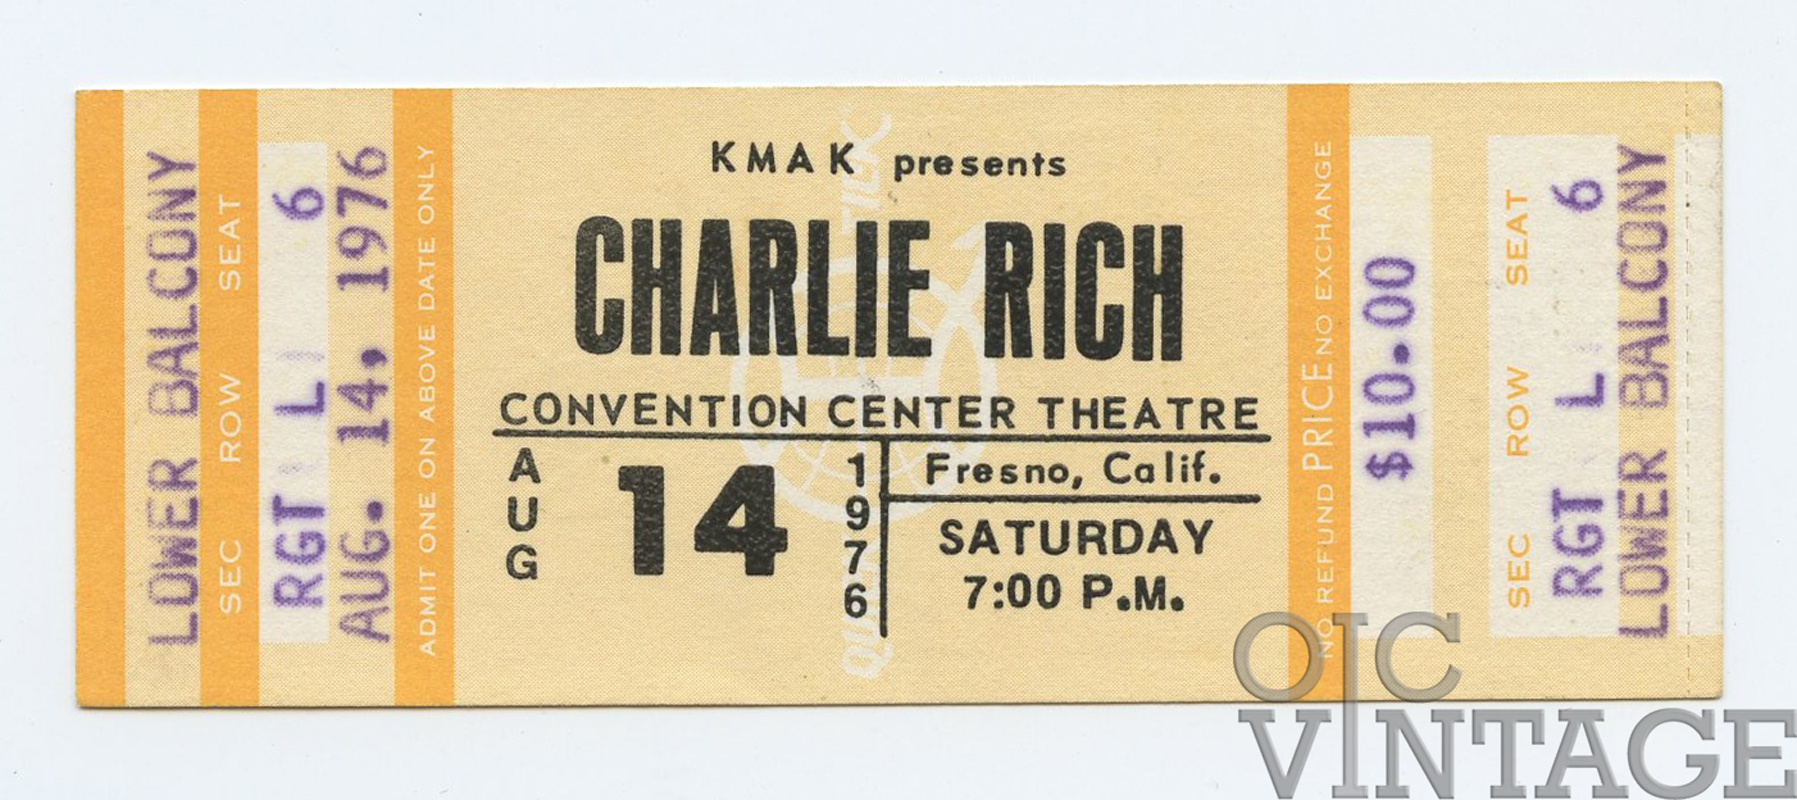 LOWER BALCONY
SEC ROW SEAT
RGT L 6
AUG. 14, 1976
ADMIT ONE ON ABOVE DATE ONLY
KMAK presents
CHARLIE RICH
CONVENTION CENTER THEATRE
AUG
14
1976
Fresno, Calif.
SATURDAY
7:00 P.M.
NO REFUND PRICE NO EXCHANGE
$10.00
SEC ROW SEAT
RGT L 6
LOWER BALCONY
OIC
VINTAGE